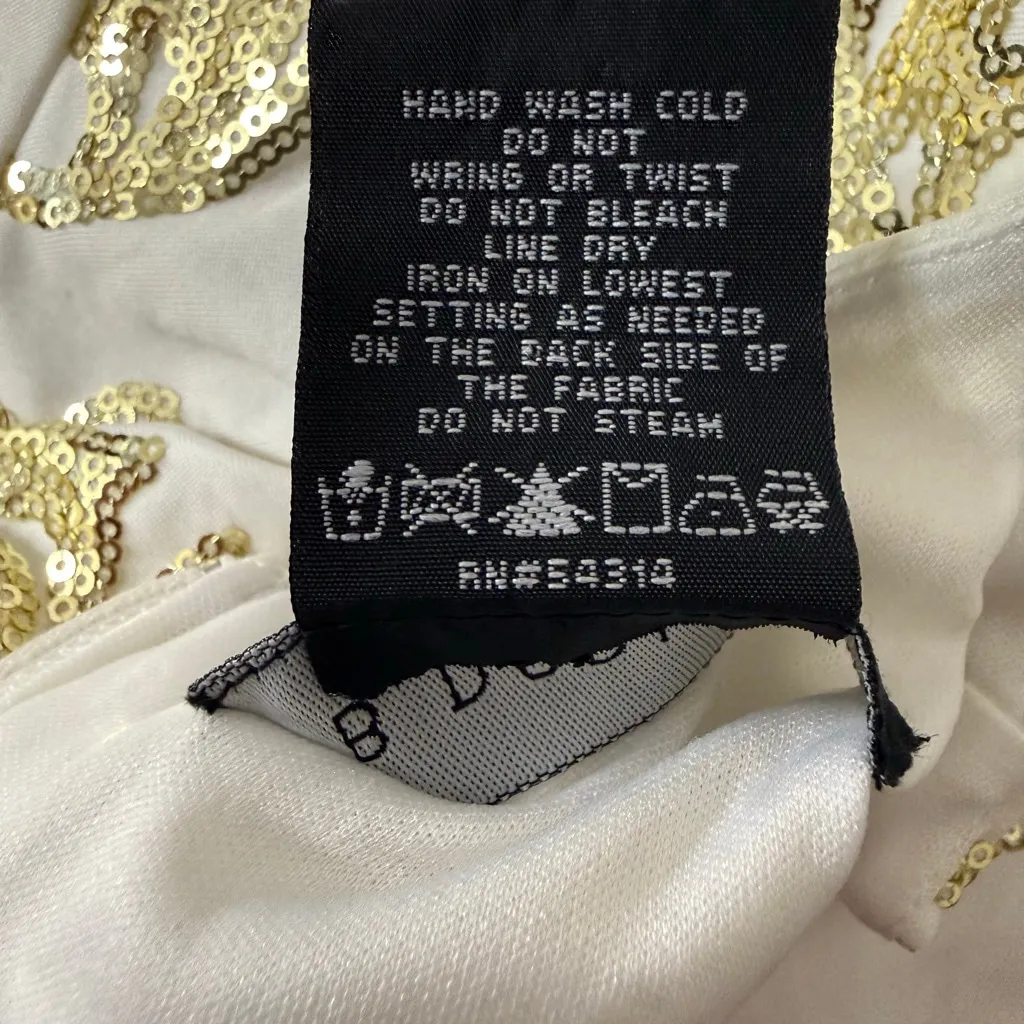 HAND WASH COLD
DO NOT
WRING OR TWIST
DO NOT BLEACH
LINE DRY
IRON ON LOWEST
SETTING AS NEEDED
ON THE BACK SIDE OF
THE FABRIC
DO NOT STEAM
RN#54314